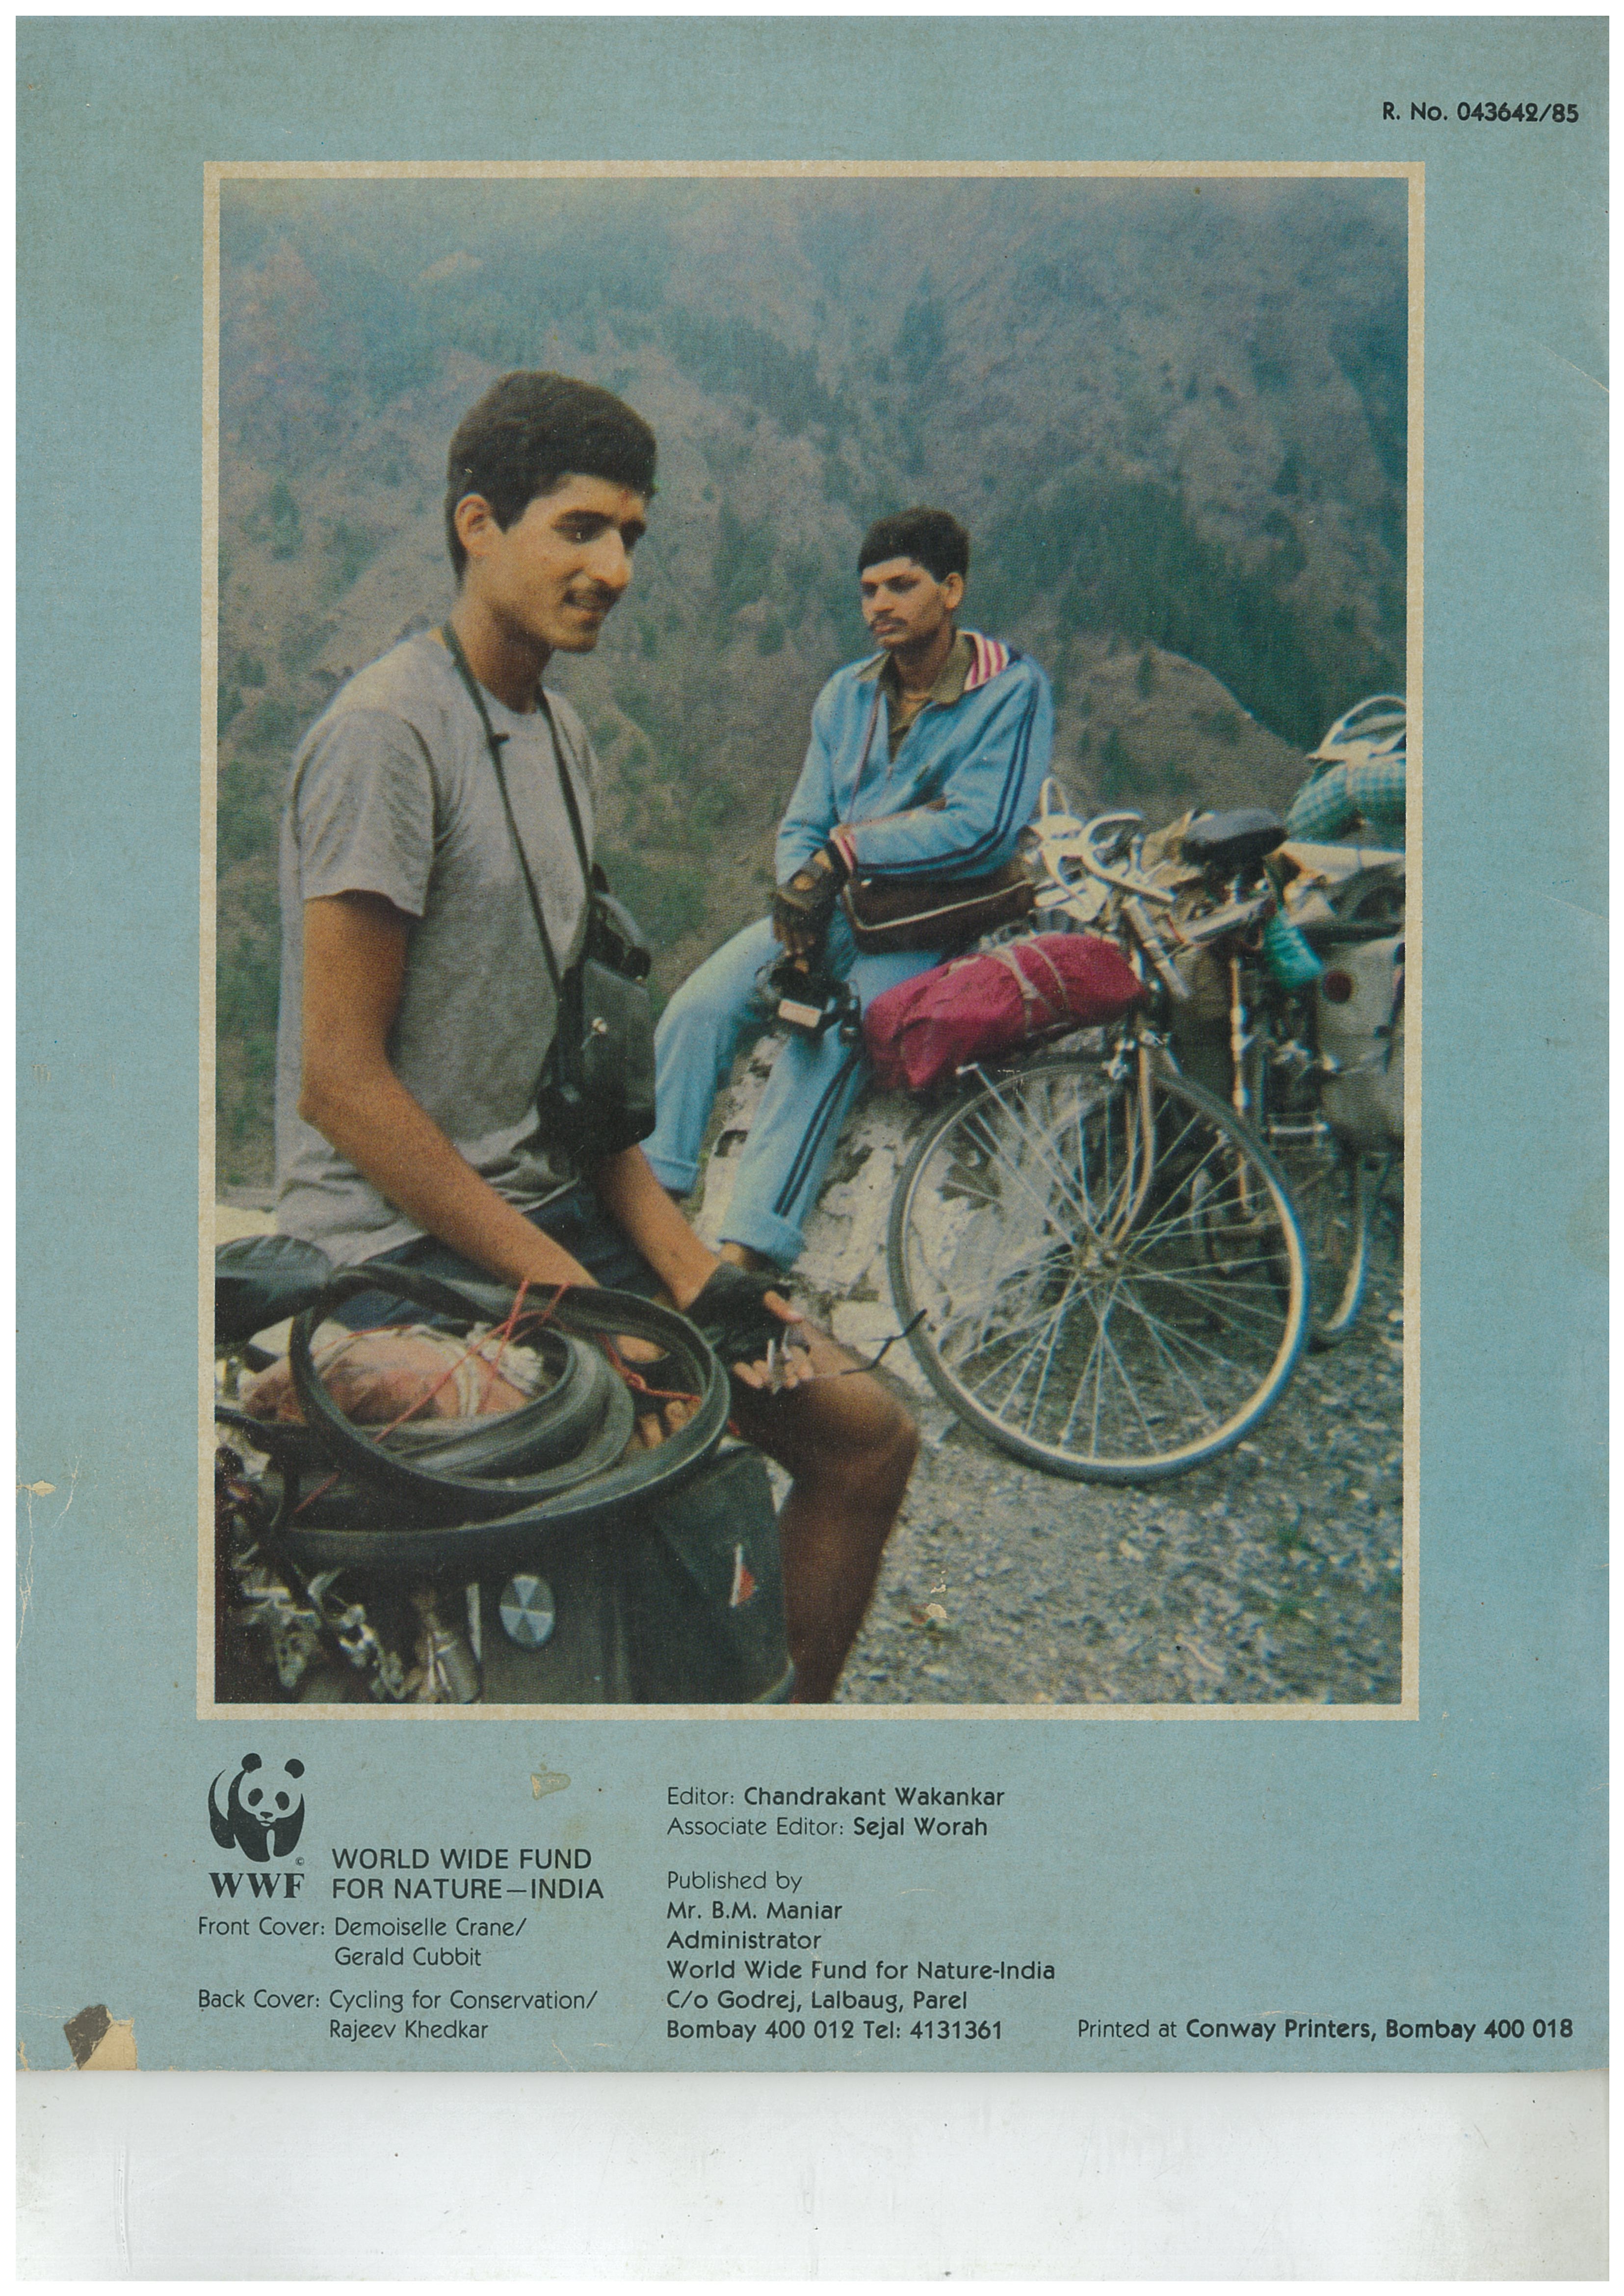 R. No. 043642/85
WWF
WORLD WIDE FUND
FOR NATURE—INDIA
Front Cover: Demoiselle Crane/
Gerald Cubbit
Back Cover: Cycling for Conservation/
Rajeev Khedkar
Editor: Chandrakant Wakankar
Associate Editor: Sejal Worah
Published by
Mr. B.M. Maniar
Administrator
World Wide Fund for Nature-India
C/o Godrej, Lalbaug, Parel
Bombay 400 012 Tel: 4131361
Printed at Conway Printers, Bombay 400 018